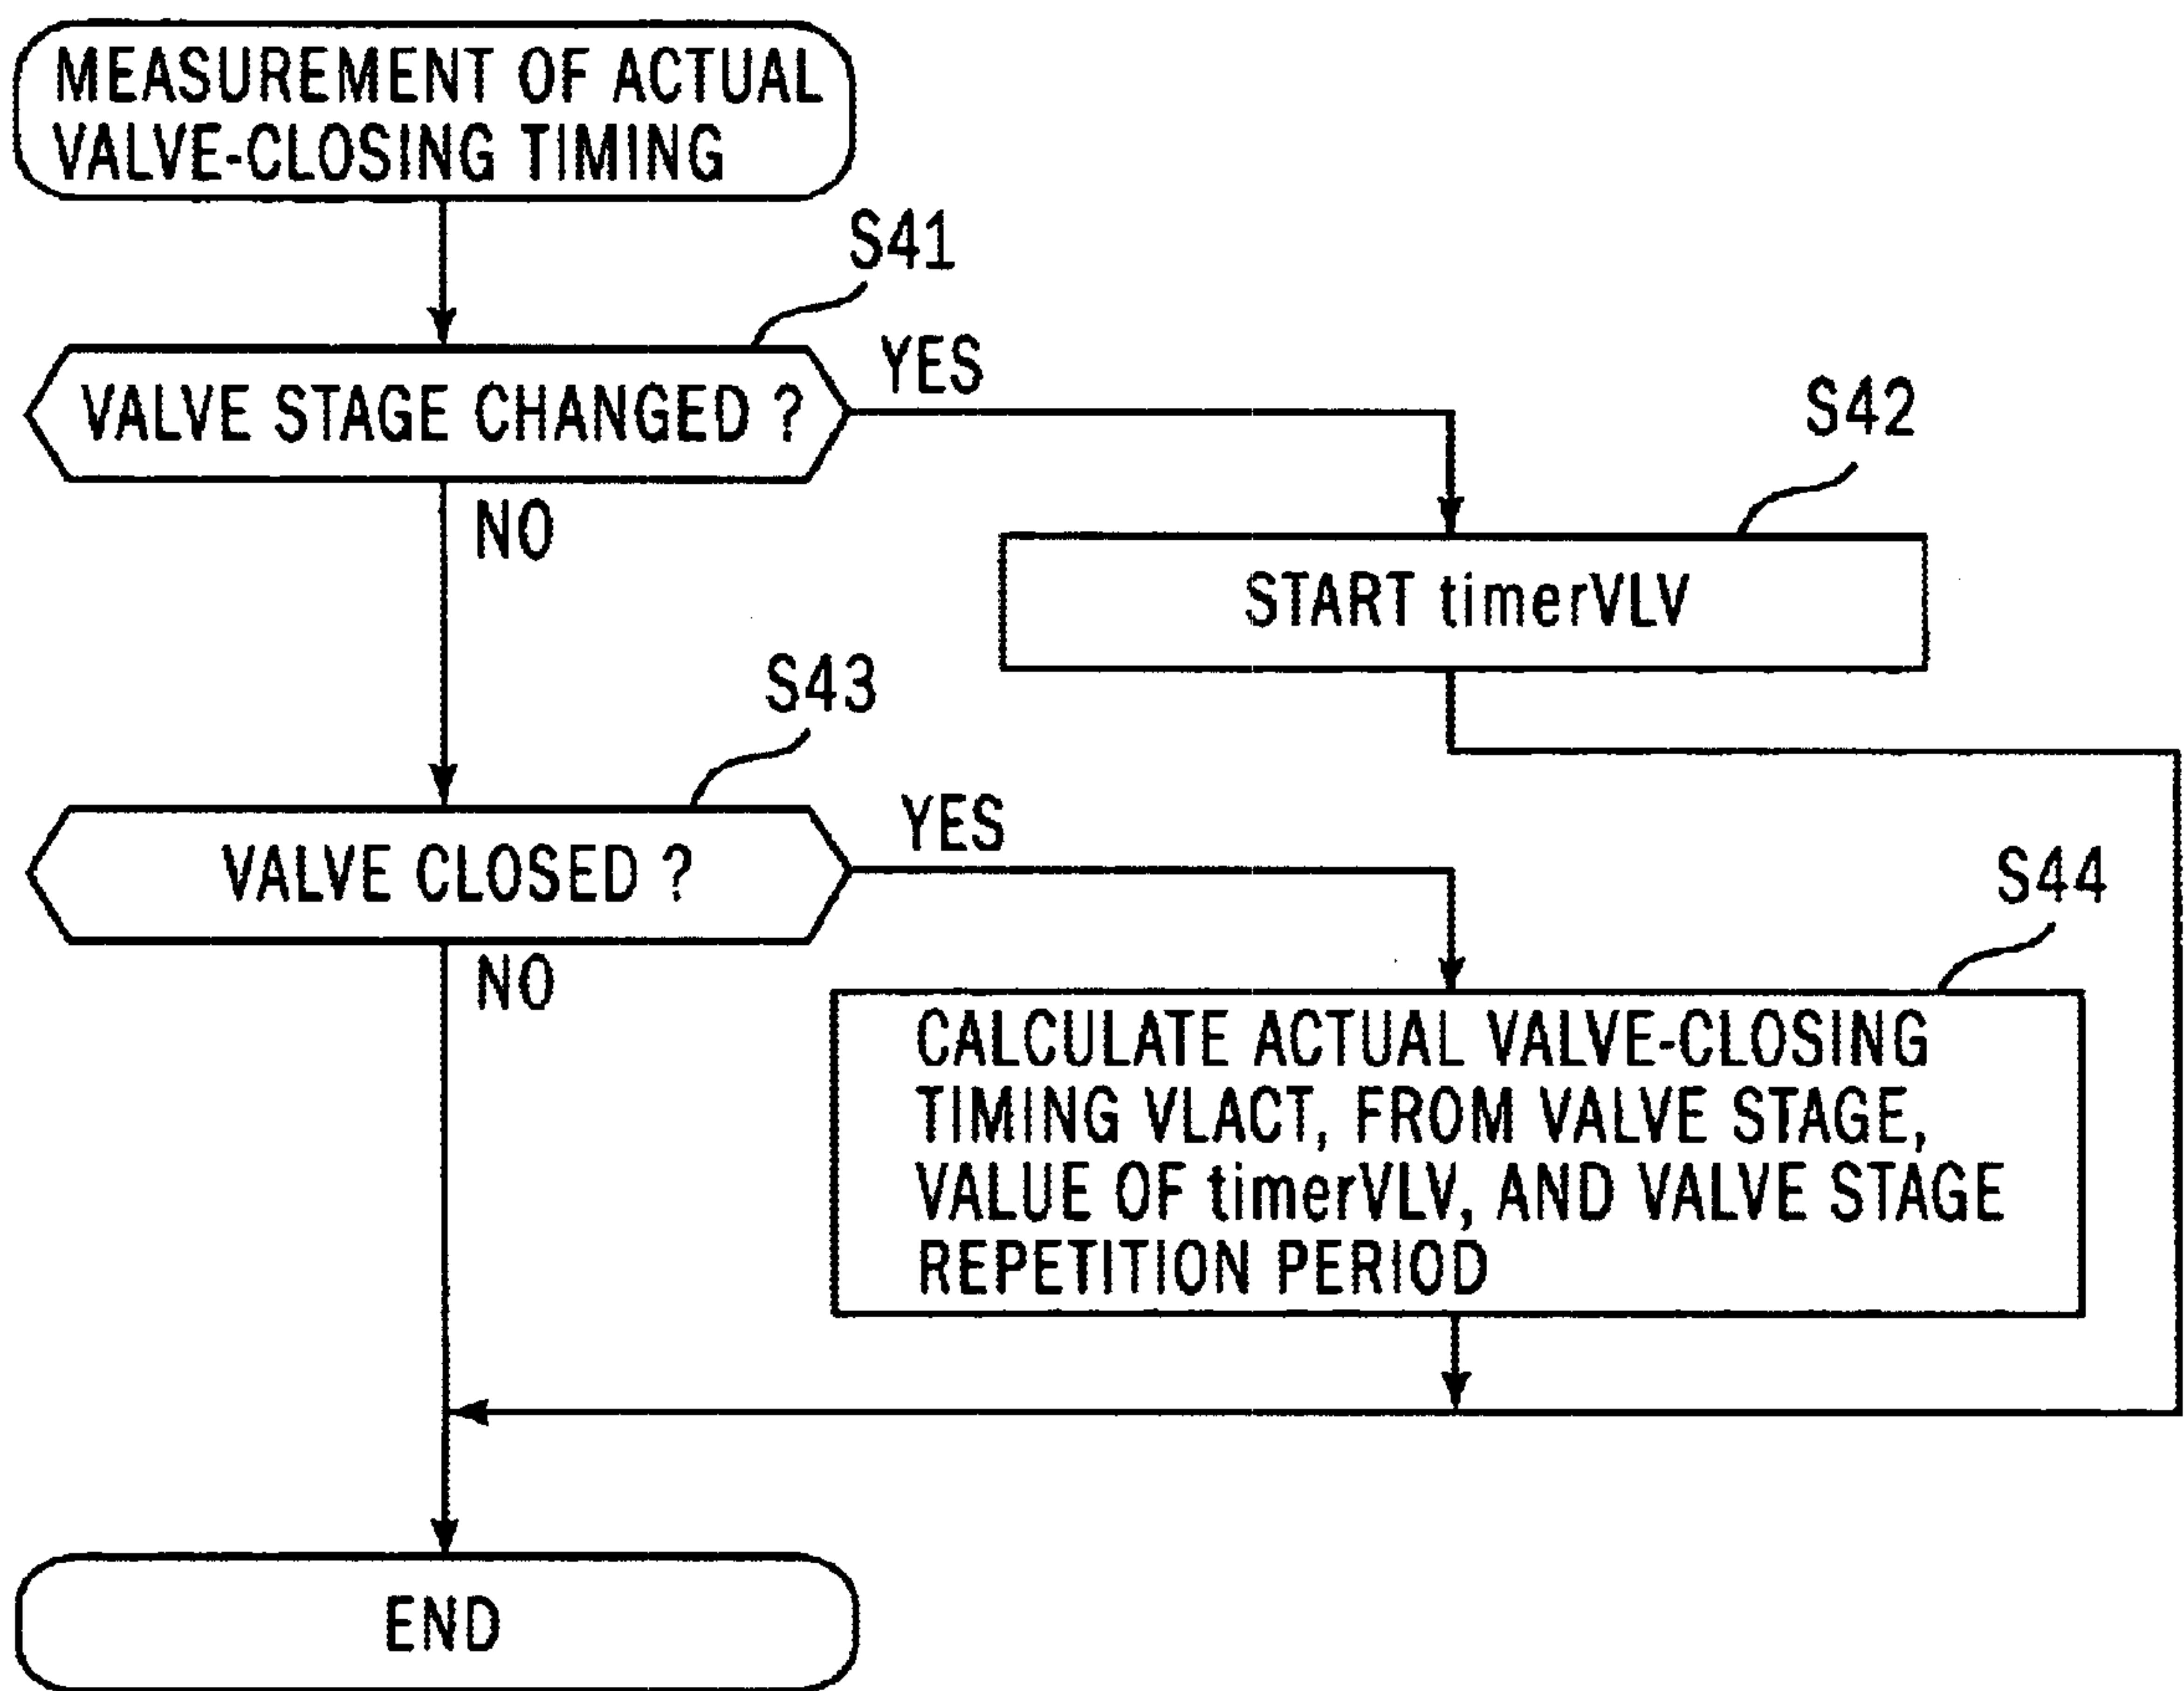 MEASUREMENT OF ACTUAL
VALVE-CLOSING TIMING
S41
VALVE STAGE CHANGED ?
YES
NO
S42
START timerVLV
S43
VALVE CLOSED ?
YES
NO
S44
CALCULATE ACTUAL VALVE-CLOSING
TIMING VLACT, FROM VALVE STAGE,
VALUE OF timerVLV, AND VALVE STAGE
REPETITION PERIOD
END